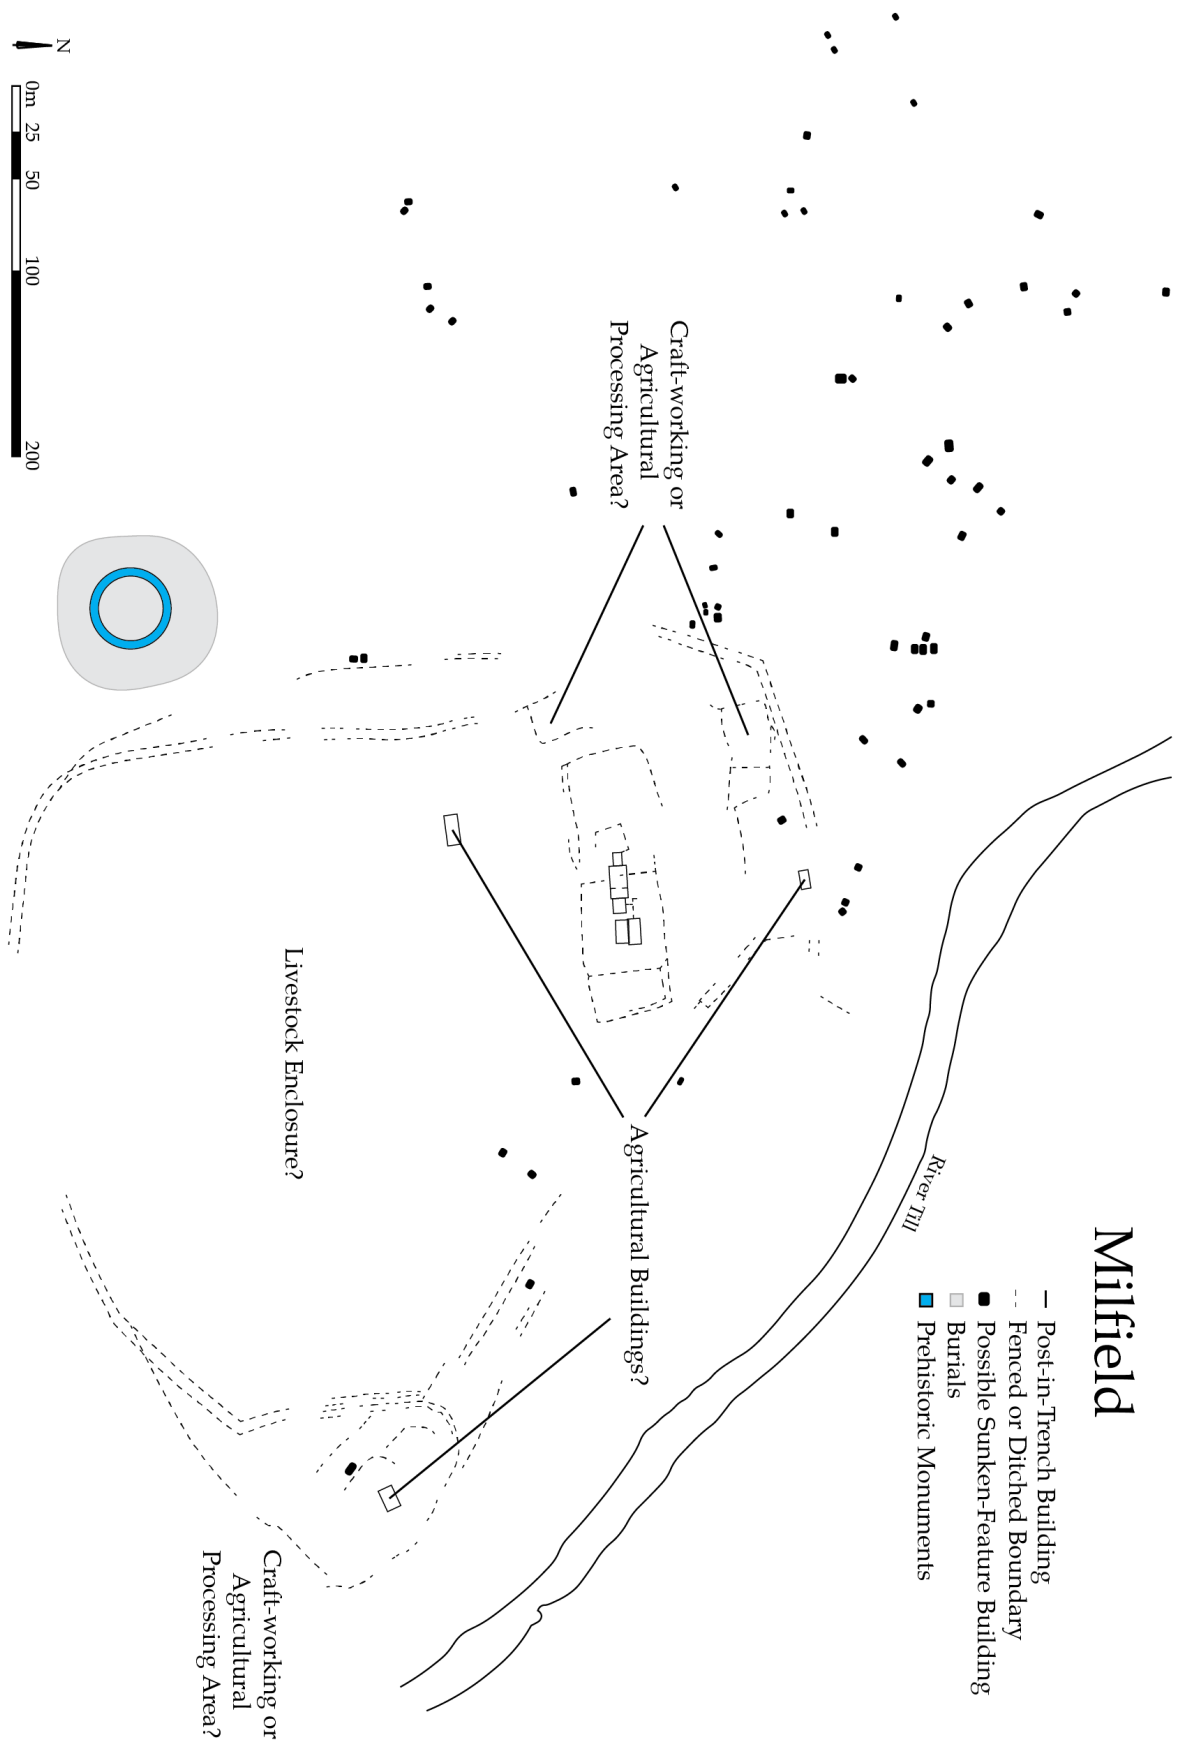 Milfield
Post-in-Trench Building
Fenced or Ditched Boundary
Possible Sunken-Feature Building
Burials
Prehistoric Monuments
River Till
Craft-working or
Agricultural
Processing Area?
Agricultural Buildings?
Livestock Enclosure?
Craft-working or
Agricultural
Processing Area?
N
0m 25 50 100 200